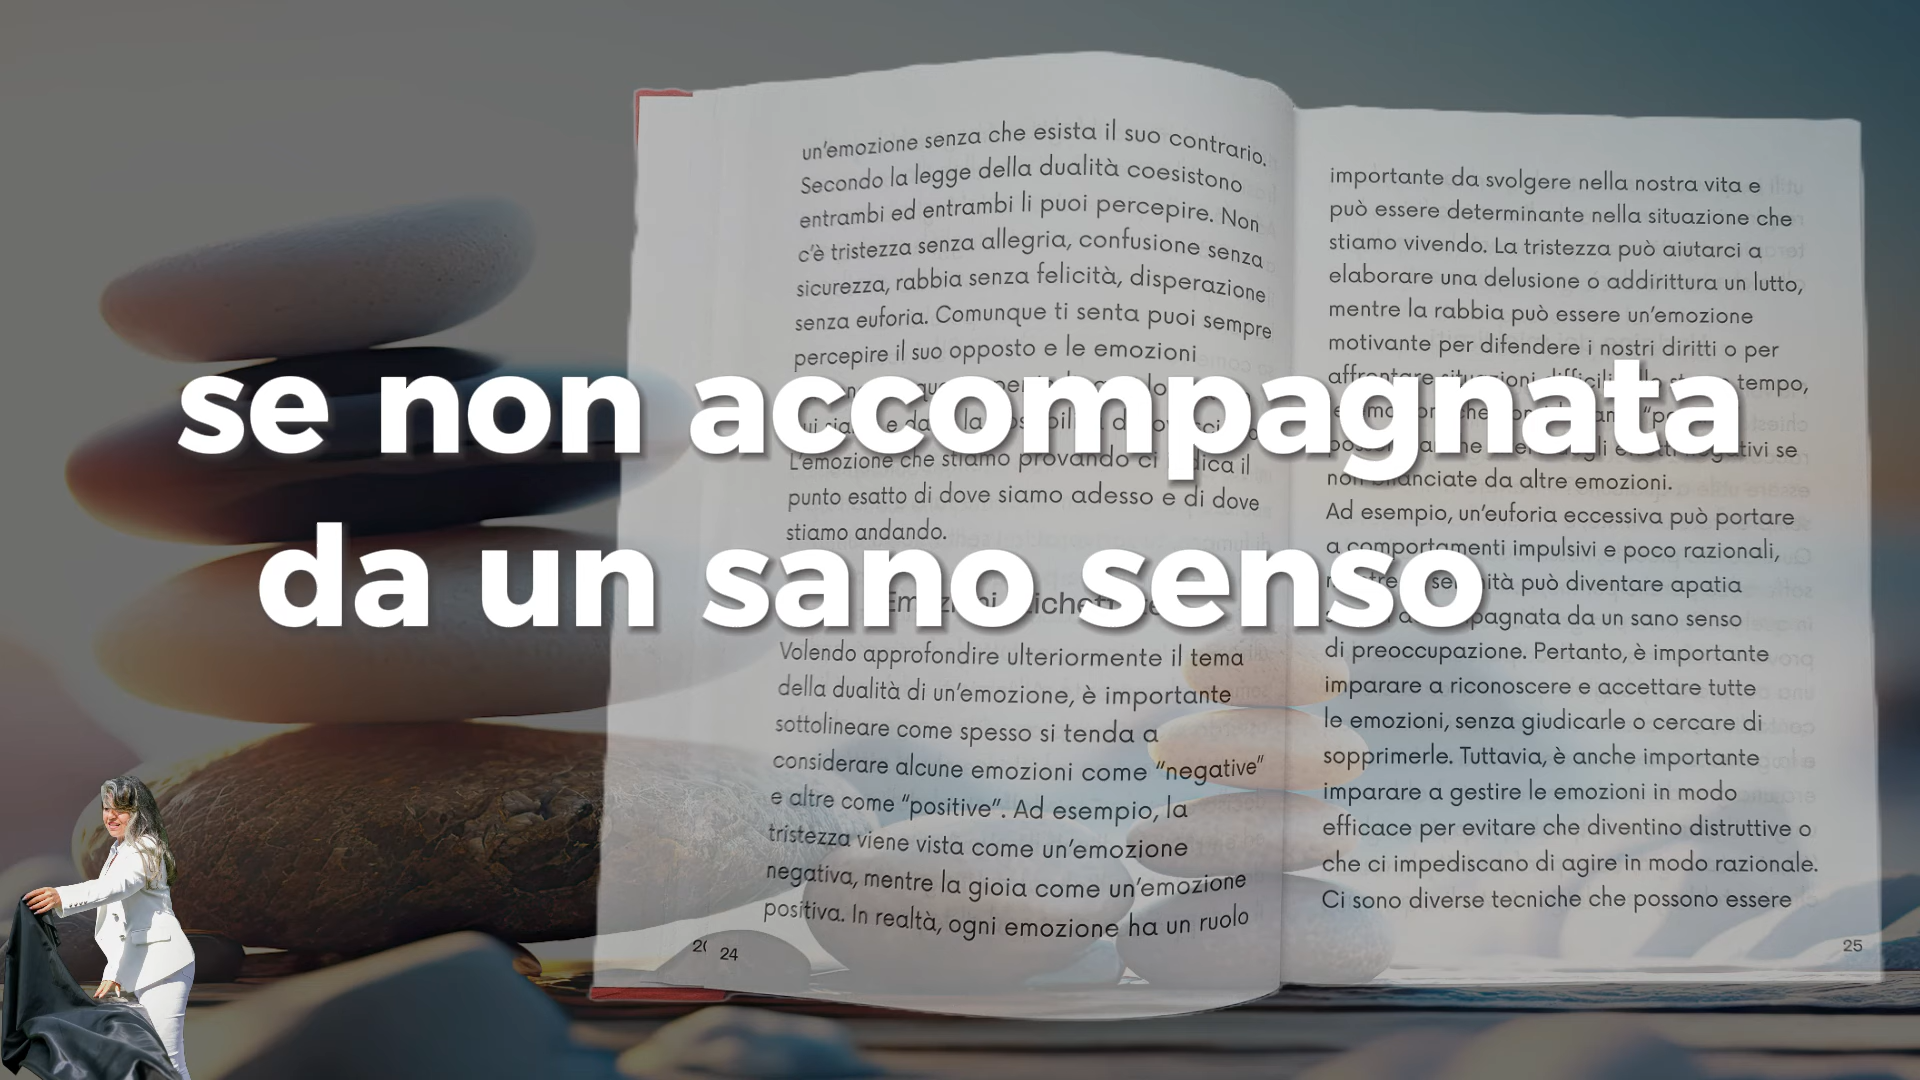 se non accompagnata
da un sano senso
un'emozione senza che esista il suo contrario.
Secondo la legge della dualità coesistono
entrambi ed entrambi li puoi percepire. Non
c'è tristezza senza allegria, confusione senza
sicurezza, rabbia senza felicità, disperazione
senza euforia. Comunque ti senta puoi sempre
percepire il suo opposto e le emozioni
L'emozione che stiamo provando ci indica il
punto esatto di dove siamo adesso e di dove
stiamo andando.
Volendo approfondire ulteriormente il tema
della dualità di un'emozione, è importante
sottolineare come spesso si tenda a
considerare alcune emozioni come "negative"
e altre come "positive". Ad esempio, la
tristezza viene vista come un'emozione
negativa, mentre la gioia come un'emozione
positiva. In realtà, ogni emozione ha un ruolo
24
importante da svolgere nella nostra vita e
può essere determinante nella situazione che
stiamo vivendo. La tristezza può aiutarci a
elaborare una delusione o addirittura un lutto,
mentre la rabbia può essere un'emozione
motivante per difendere i nostri diritti o per
affrontare situazioni difficili. tempo,
se
non bilanciate da altre emozioni.
Ad esempio, un'euforia eccessiva può portare
a comportamenti impulsivi e poco razionali,
può diventare apatia
da un sano senso
di preoccupazione. Pertanto, è importante
imparare a riconoscere e accettare tutte
le emozioni, senza giudicarle o cercare di
sopprimerle. Tuttavia, è anche importante
imparare a gestire le emozioni in modo
efficace per evitare che diventino distruttive o
che ci impediscano di agire in modo razionale.
Ci sono diverse tecniche che possono essere
25